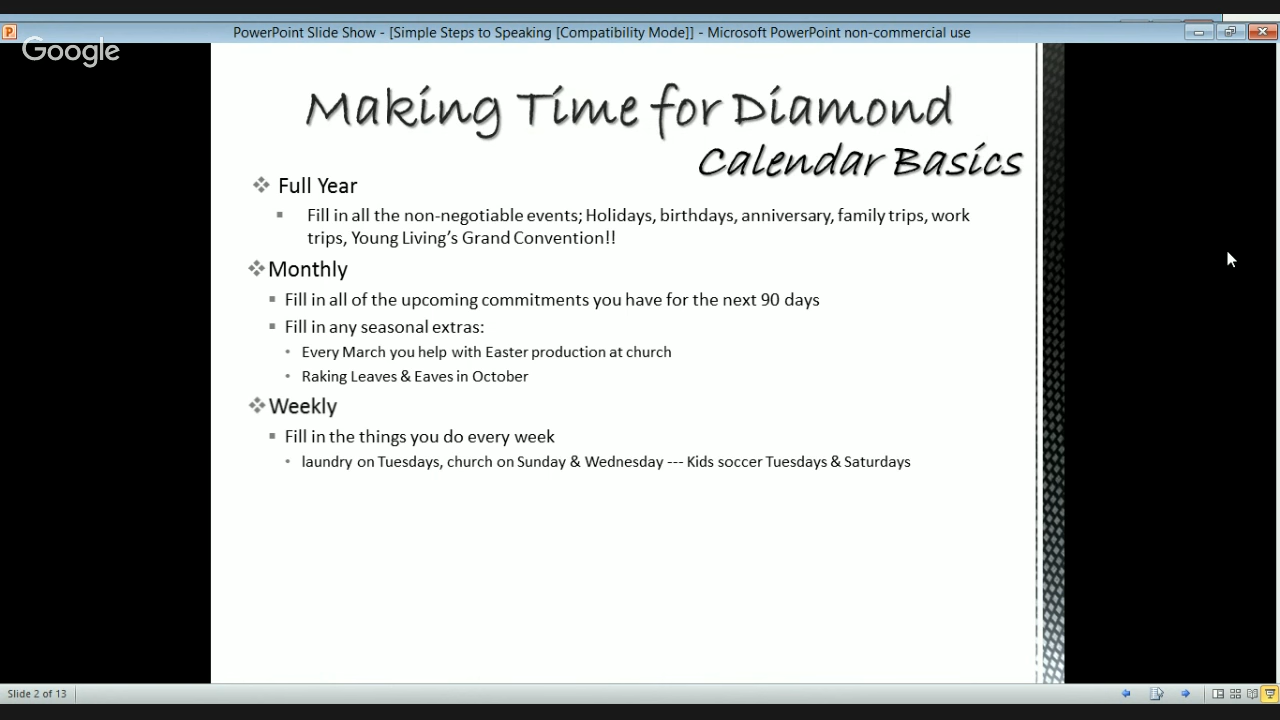 PowerPoint Slide Show - [Simple Steps to Speaking [Compatibility Mode]] - Microsoft PowerPoint non-commercial use
Google
Making Time for Diamond
Calendar Basics
Full Year
Fill in all the non-negotiable events; Holidays, birthdays, anniversary, family trips, work
trips, Young Living's Grand Convention!!
Monthly
Fill in all of the upcoming commitments you have for the next 90 days
Fill in any seasonal extras:
Every March you help with Easter production at church
Raking Leaves & Eaves in October
Weekly
Fill in the things you do every week
laundry on Tuesdays, church on Sunday & Wednesday --- Kids soccer Tuesdays & Saturdays
Slide 2 of 13